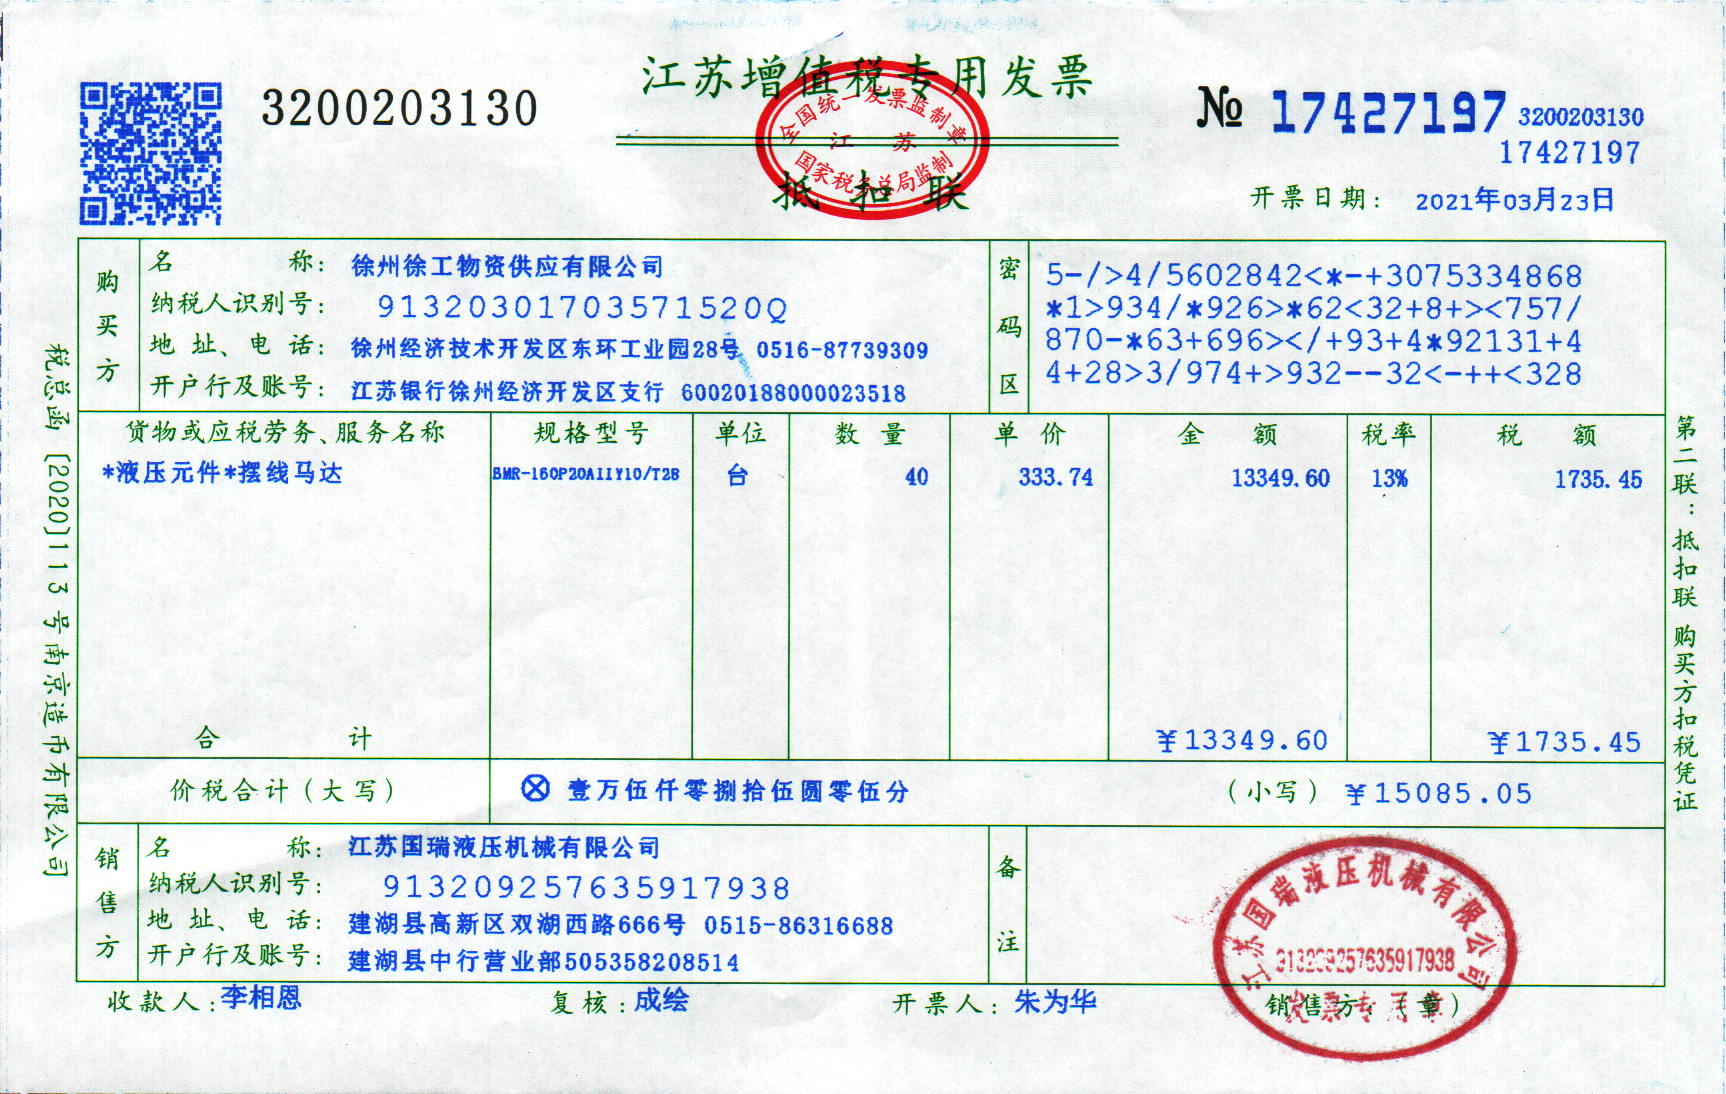 江苏增值税专用发票
3200203130
№ 17427197 3200203130
17427197
全国统一发票监制章
江 苏
国家税务总局监制
抵 扣 联
开票日期: 2021年03月23日
购买方
名 称: 徐州徐工物资供应有限公司
纳税人识别号: 91320301703571520Q
地 址、电 话: 徐州经济技术开发区东环工业园28号 0516-87739309
开户行及账号: 江苏银行徐州经济开发区支行 60020188000023518
密码区
5-/>4/5602842<*-+3075334868
*1>934/*926>*62<32+8+><757/
870-*63+696></+93+4*92131+4
4+28>3/974+>932--32<-++<328
货物或应税劳务、服务名称 规格型号 单位 数 量 单 价 金 额 税率 税 额
*液压元件*摆线马达 BMR-160P20AIIY10/T2B 台 40 333.74 13349.60 13% 1735.45
合 计 ¥13349.60 ¥1735.45
价税合计(大写) ⊗ 壹万伍仟零捌拾伍圆零伍分 (小写) ¥15085.05
销售方
名 称: 江苏国瑞液压机械有限公司
纳税人识别号: 913209257635917938
地 址、电 话: 建湖县高新区双湖西路666号 0515-86316688
开户行及账号: 建湖县中行营业部505358208514
备注
江苏国瑞液压机械有限公司
913209257635917938
发票专用章
收款人: 李相恩 复核: 成绘 开票人: 朱为华 销售方: (章)
税总函[2020]113号南京造币有限公司
第二联: 抵扣联 购买方扣税凭证